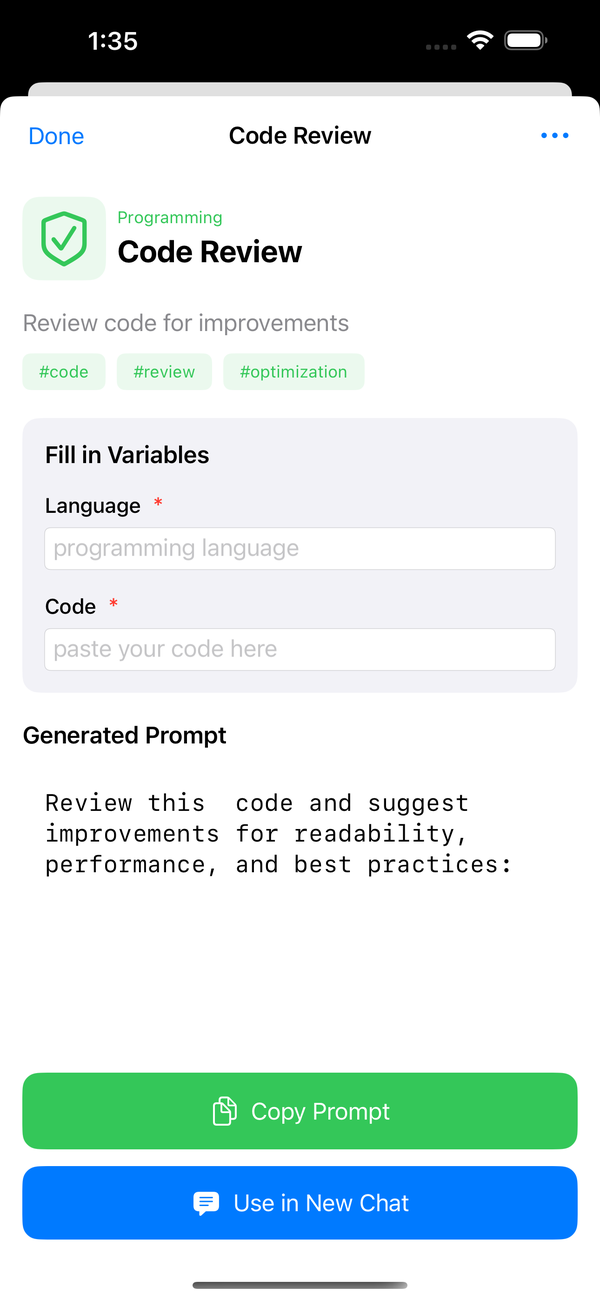 1:35
Done
Code Review
Programming
Code Review
Review code for improvements
#code #review #optimization
Fill in Variables
Language *
programming language
Code *
paste your code here
Generated Prompt
Review this  code and suggest
improvements for readability,
performance, and best practices:
Copy Prompt
Use in New Chat